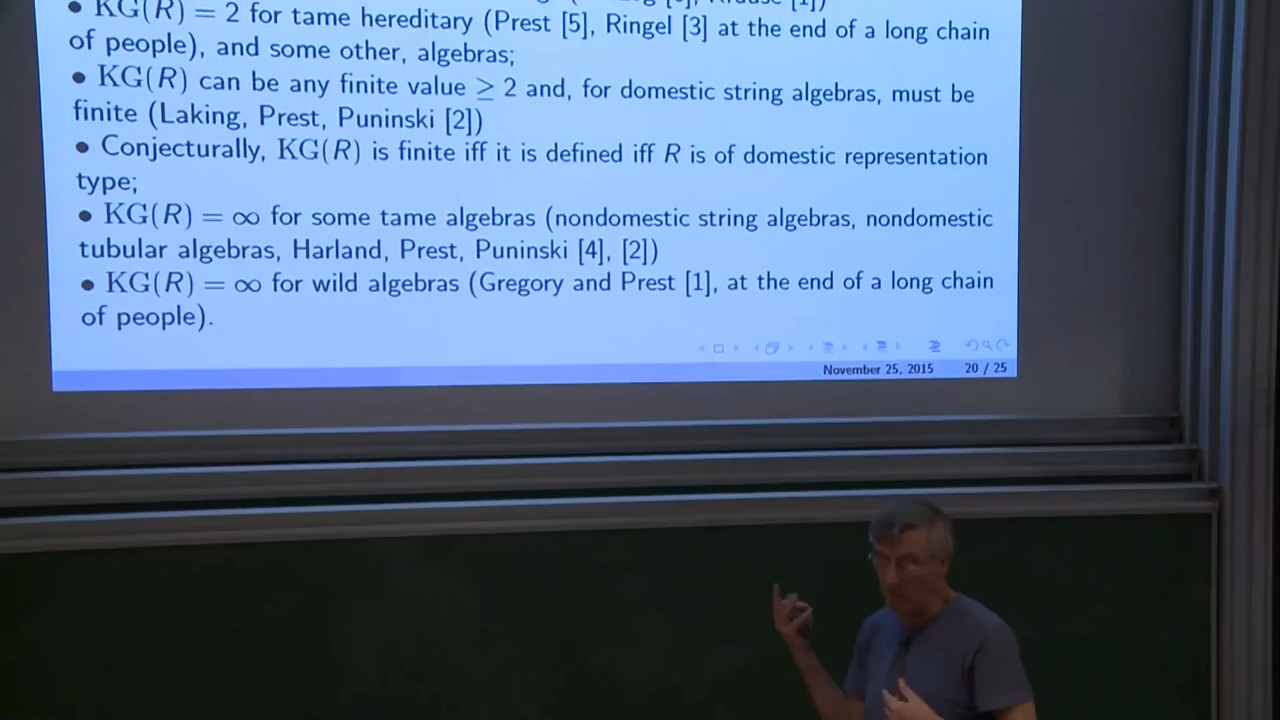 • KG(R) = 2 for tame hereditary (Prest [5], Ringel [3] at the end of a long chain
of people), and some other, algebras;
• KG(R) can be any finite value ≥ 2 and, for domestic string algebras, must be
finite (Laking, Prest, Puninski [2])
• Conjecturally, KG(R) is finite iff it is defined iff R is of domestic representation
type;
• KG(R) = ∞ for some tame algebras (nondomestic string algebras, nondomestic
tubular algebras, Harland, Prest, Puninski [4], [2])
• KG(R) = ∞ for wild algebras (Gregory and Prest [1], at the end of a long chain
of people).
November 25, 2015 20 / 25